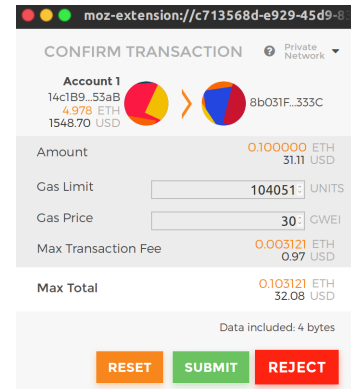 moz-extension://c713568d-e929-45d9-8
CONFIRM TRANSACTION
? Private Network
Account 1
14c1B9...53aB
4.978 ETH
1548.70 USD
8b031F...333C
Amount 0.100000 ETH
31.11 USD
Gas Limit 104051 UNITS
Gas Price 30 GWEI
Max Transaction Fee 0.003121 ETH
0.97 USD
Max Total 0.103121 ETH
32.08 USD
Data included: 4 bytes
RESET SUBMIT REJECT